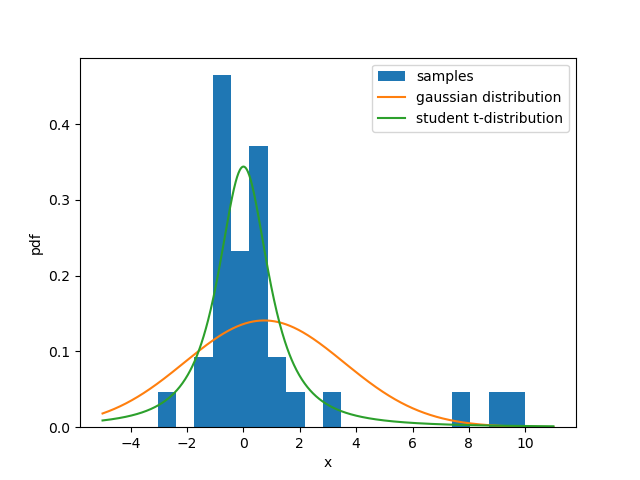 samples
gaussian distribution
student t-distribution
pdf
0.4
0.3
0.2
0.1
0.0
−4 −2 0 2 4 6 8 10
x